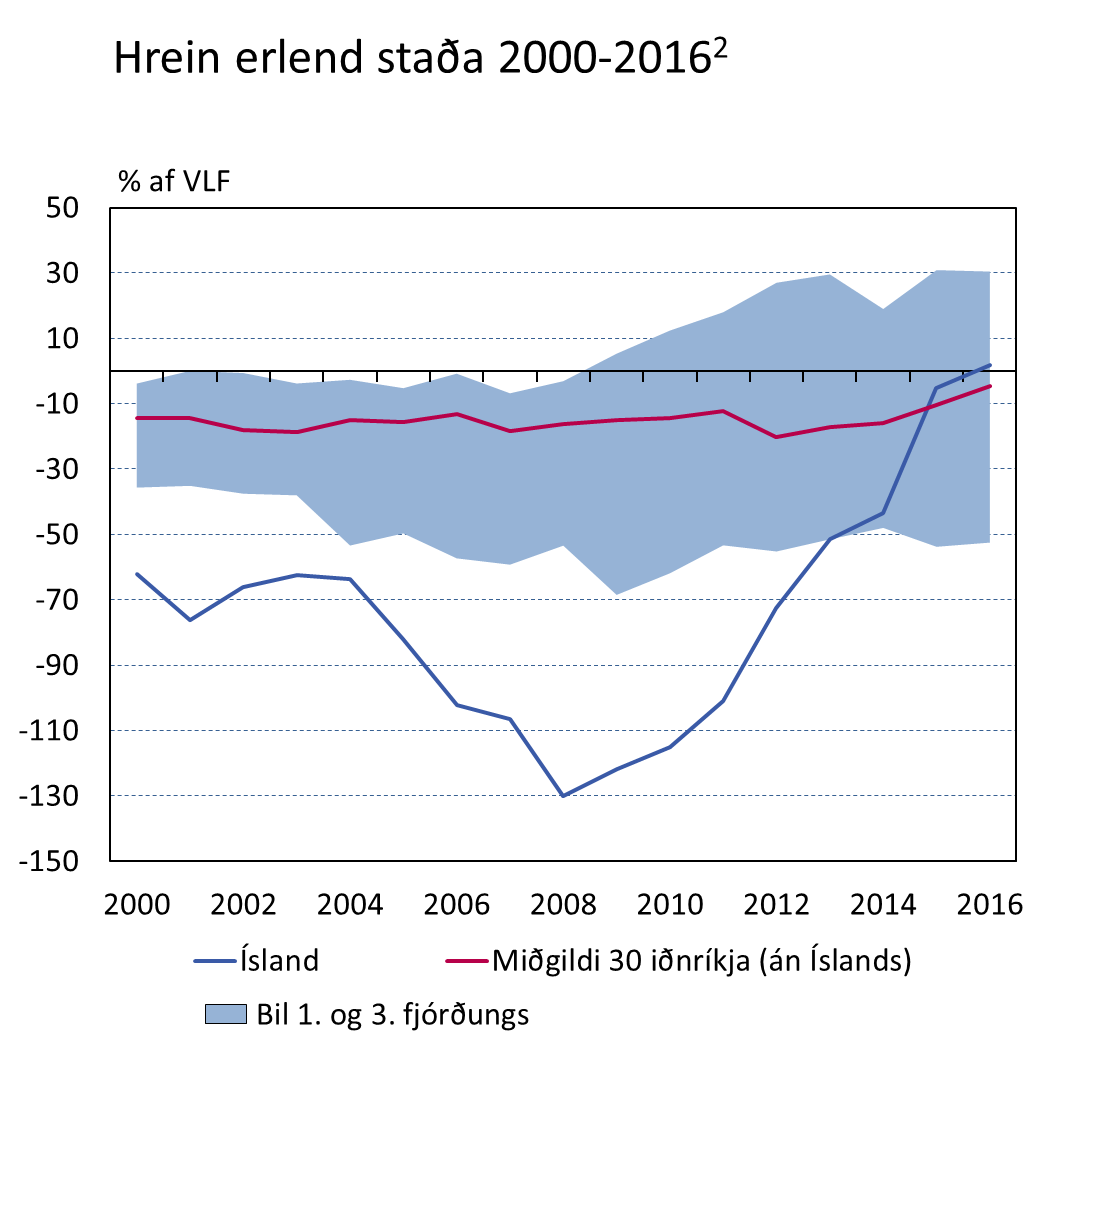 Hrein erlend staða 2000-2016²
% af VLF
50
30
10
-10
-30
-50
-70
-90
-110
-130
-150
2000 2002 2004 2006 2008 2010 2012 2014 2016
Ísland Miðgildi 30 iðnríkja (án Íslands)
Bil 1. og 3. fjórðungs